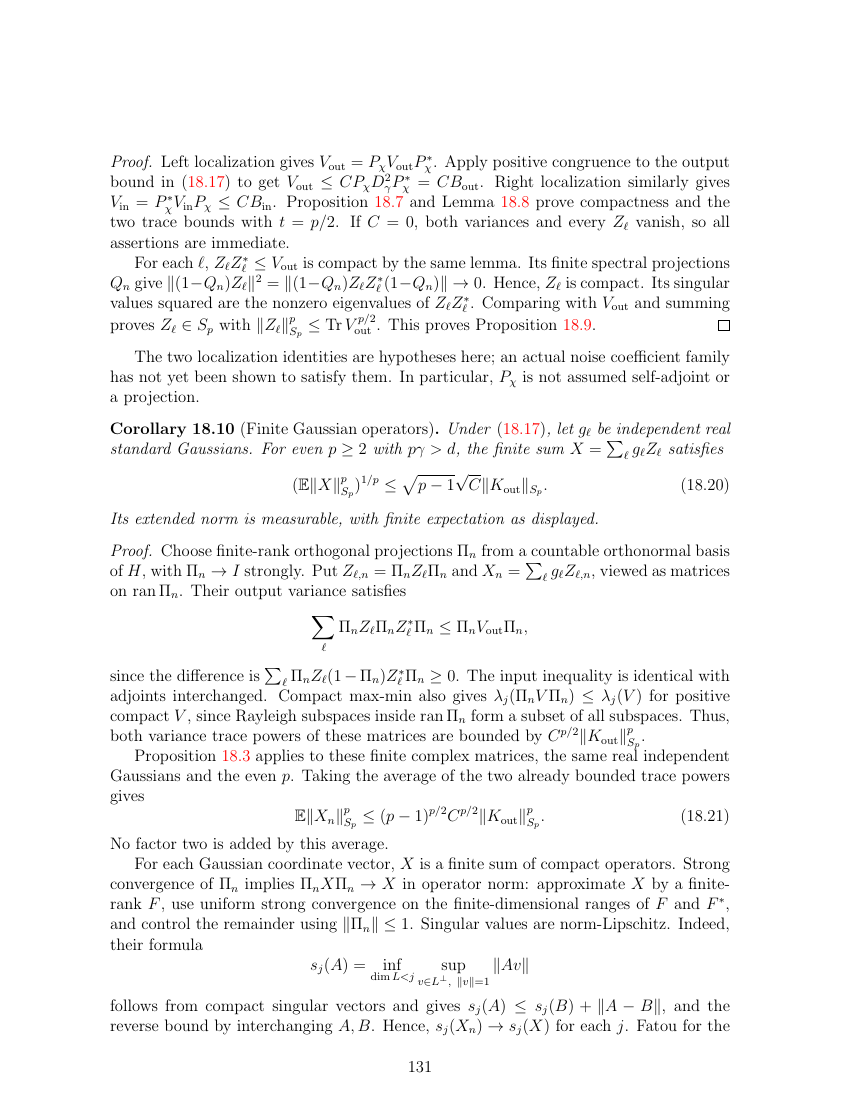 Proof. Left localization gives V_out = P_χ V_out P_χ^*. Apply positive congruence to the output
bound in (18.17) to get V_out ≤ C P_χ D_γ^2 P_χ^* = C B_out. Right localization similarly gives
V_in = P_χ^* V_in P_χ ≤ C B_in. Proposition 18.7 and Lemma 18.8 prove compactness and the
two trace bounds with t = p/2. If C = 0, both variances and every Z_ℓ vanish, so all
assertions are immediate.
For each ℓ, Z_ℓ Z_ℓ^* ≤ V_out is compact by the same lemma. Its finite spectral projections
Q_n give ‖(1−Q_n)Z_ℓ‖^2 = ‖(1−Q_n)Z_ℓ Z_ℓ^*(1−Q_n)‖ → 0. Hence, Z_ℓ is compact. Its singular
values squared are the nonzero eigenvalues of Z_ℓ Z_ℓ^*. Comparing with V_out and summing
proves Z_ℓ ∈ S_p with ‖Z_ℓ‖_{S_p}^p ≤ Tr V_out^{p/2}. This proves Proposition 18.9. □
The two localization identities are hypotheses here; an actual noise coefficient family
has not yet been shown to satisfy them. In particular, P_χ is not assumed self-adjoint or
a projection.
Corollary 18.10 (Finite Gaussian operators). Under (18.17), let g_ℓ be independent real
standard Gaussians. For even p ≥ 2 with pγ > d, the finite sum X = ∑_ℓ g_ℓ Z_ℓ satisfies
(𝔼‖X‖_{S_p}^p)^{1/p} ≤ √(p − 1)√C‖K_out‖_{S_p}. (18.20)
Its extended norm is measurable, with finite expectation as displayed.
Proof. Choose finite-rank orthogonal projections Π_n from a countable orthonormal basis
of H, with Π_n → I strongly. Put Z_{ℓ,n} = Π_n Z_ℓ Π_n and X_n = ∑_ℓ g_ℓ Z_{ℓ,n}, viewed as matrices
on ran Π_n. Their output variance satisfies
∑_ℓ Π_n Z_ℓ Π_n Z_ℓ^* Π_n ≤ Π_n V_out Π_n,
since the difference is ∑_ℓ Π_n Z_ℓ(1 − Π_n)Z_ℓ^* Π_n ≥ 0. The input inequality is identical with
adjoints interchanged. Compact max-min also gives λ_j(Π_n V Π_n) ≤ λ_j(V) for positive
compact V, since Rayleigh subspaces inside ran Π_n form a subset of all subspaces. Thus,
both variance trace powers of these matrices are bounded by C^{p/2}‖K_out‖_{S_p}^p.
Proposition 18.3 applies to these finite complex matrices, the same real independent
Gaussians and the even p. Taking the average of the two already bounded trace powers
gives
𝔼‖X_n‖_{S_p}^p ≤ (p − 1)^{p/2} C^{p/2}‖K_out‖_{S_p}^p. (18.21)
No factor two is added by this average.
For each Gaussian coordinate vector, X is a finite sum of compact operators. Strong
convergence of Π_n implies Π_n X Π_n → X in operator norm: approximate X by a finite-
rank F, use uniform strong convergence on the finite-dimensional ranges of F and F^*,
and control the remainder using ‖Π_n‖ ≤ 1. Singular values are norm-Lipschitz. Indeed,
their formula
s_j(A) = inf_{dim L<j} sup_{v∈L^⊥, ‖v‖=1} ‖Av‖
follows from compact singular vectors and gives s_j(A) ≤ s_j(B) + ‖A − B‖, and the
reverse bound by interchanging A, B. Hence, s_j(X_n) → s_j(X) for each j. Fatou for the
131